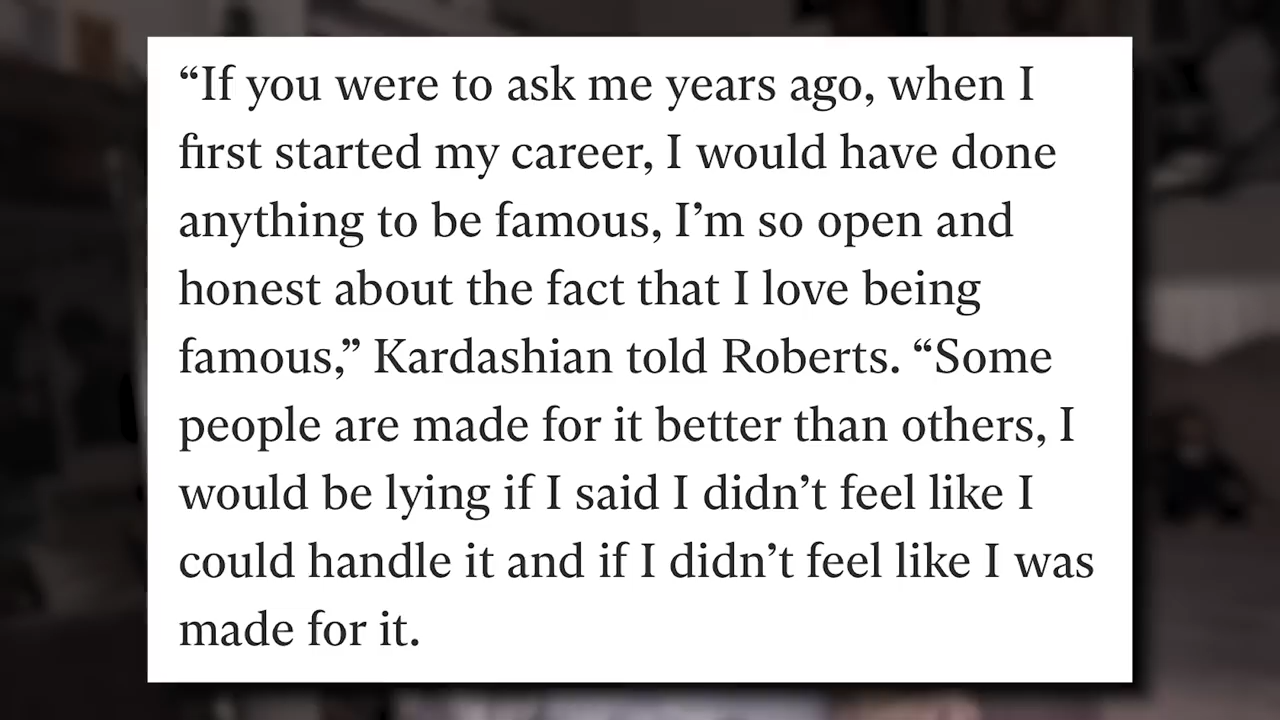 “If you were to ask me years ago, when I
first started my career, I would have done
anything to be famous, I’m so open and
honest about the fact that I love being
famous,” Kardashian told Roberts. “Some
people are made for it better than others, I
would be lying if I said I didn’t feel like I
could handle it and if I didn’t feel like I was
made for it.